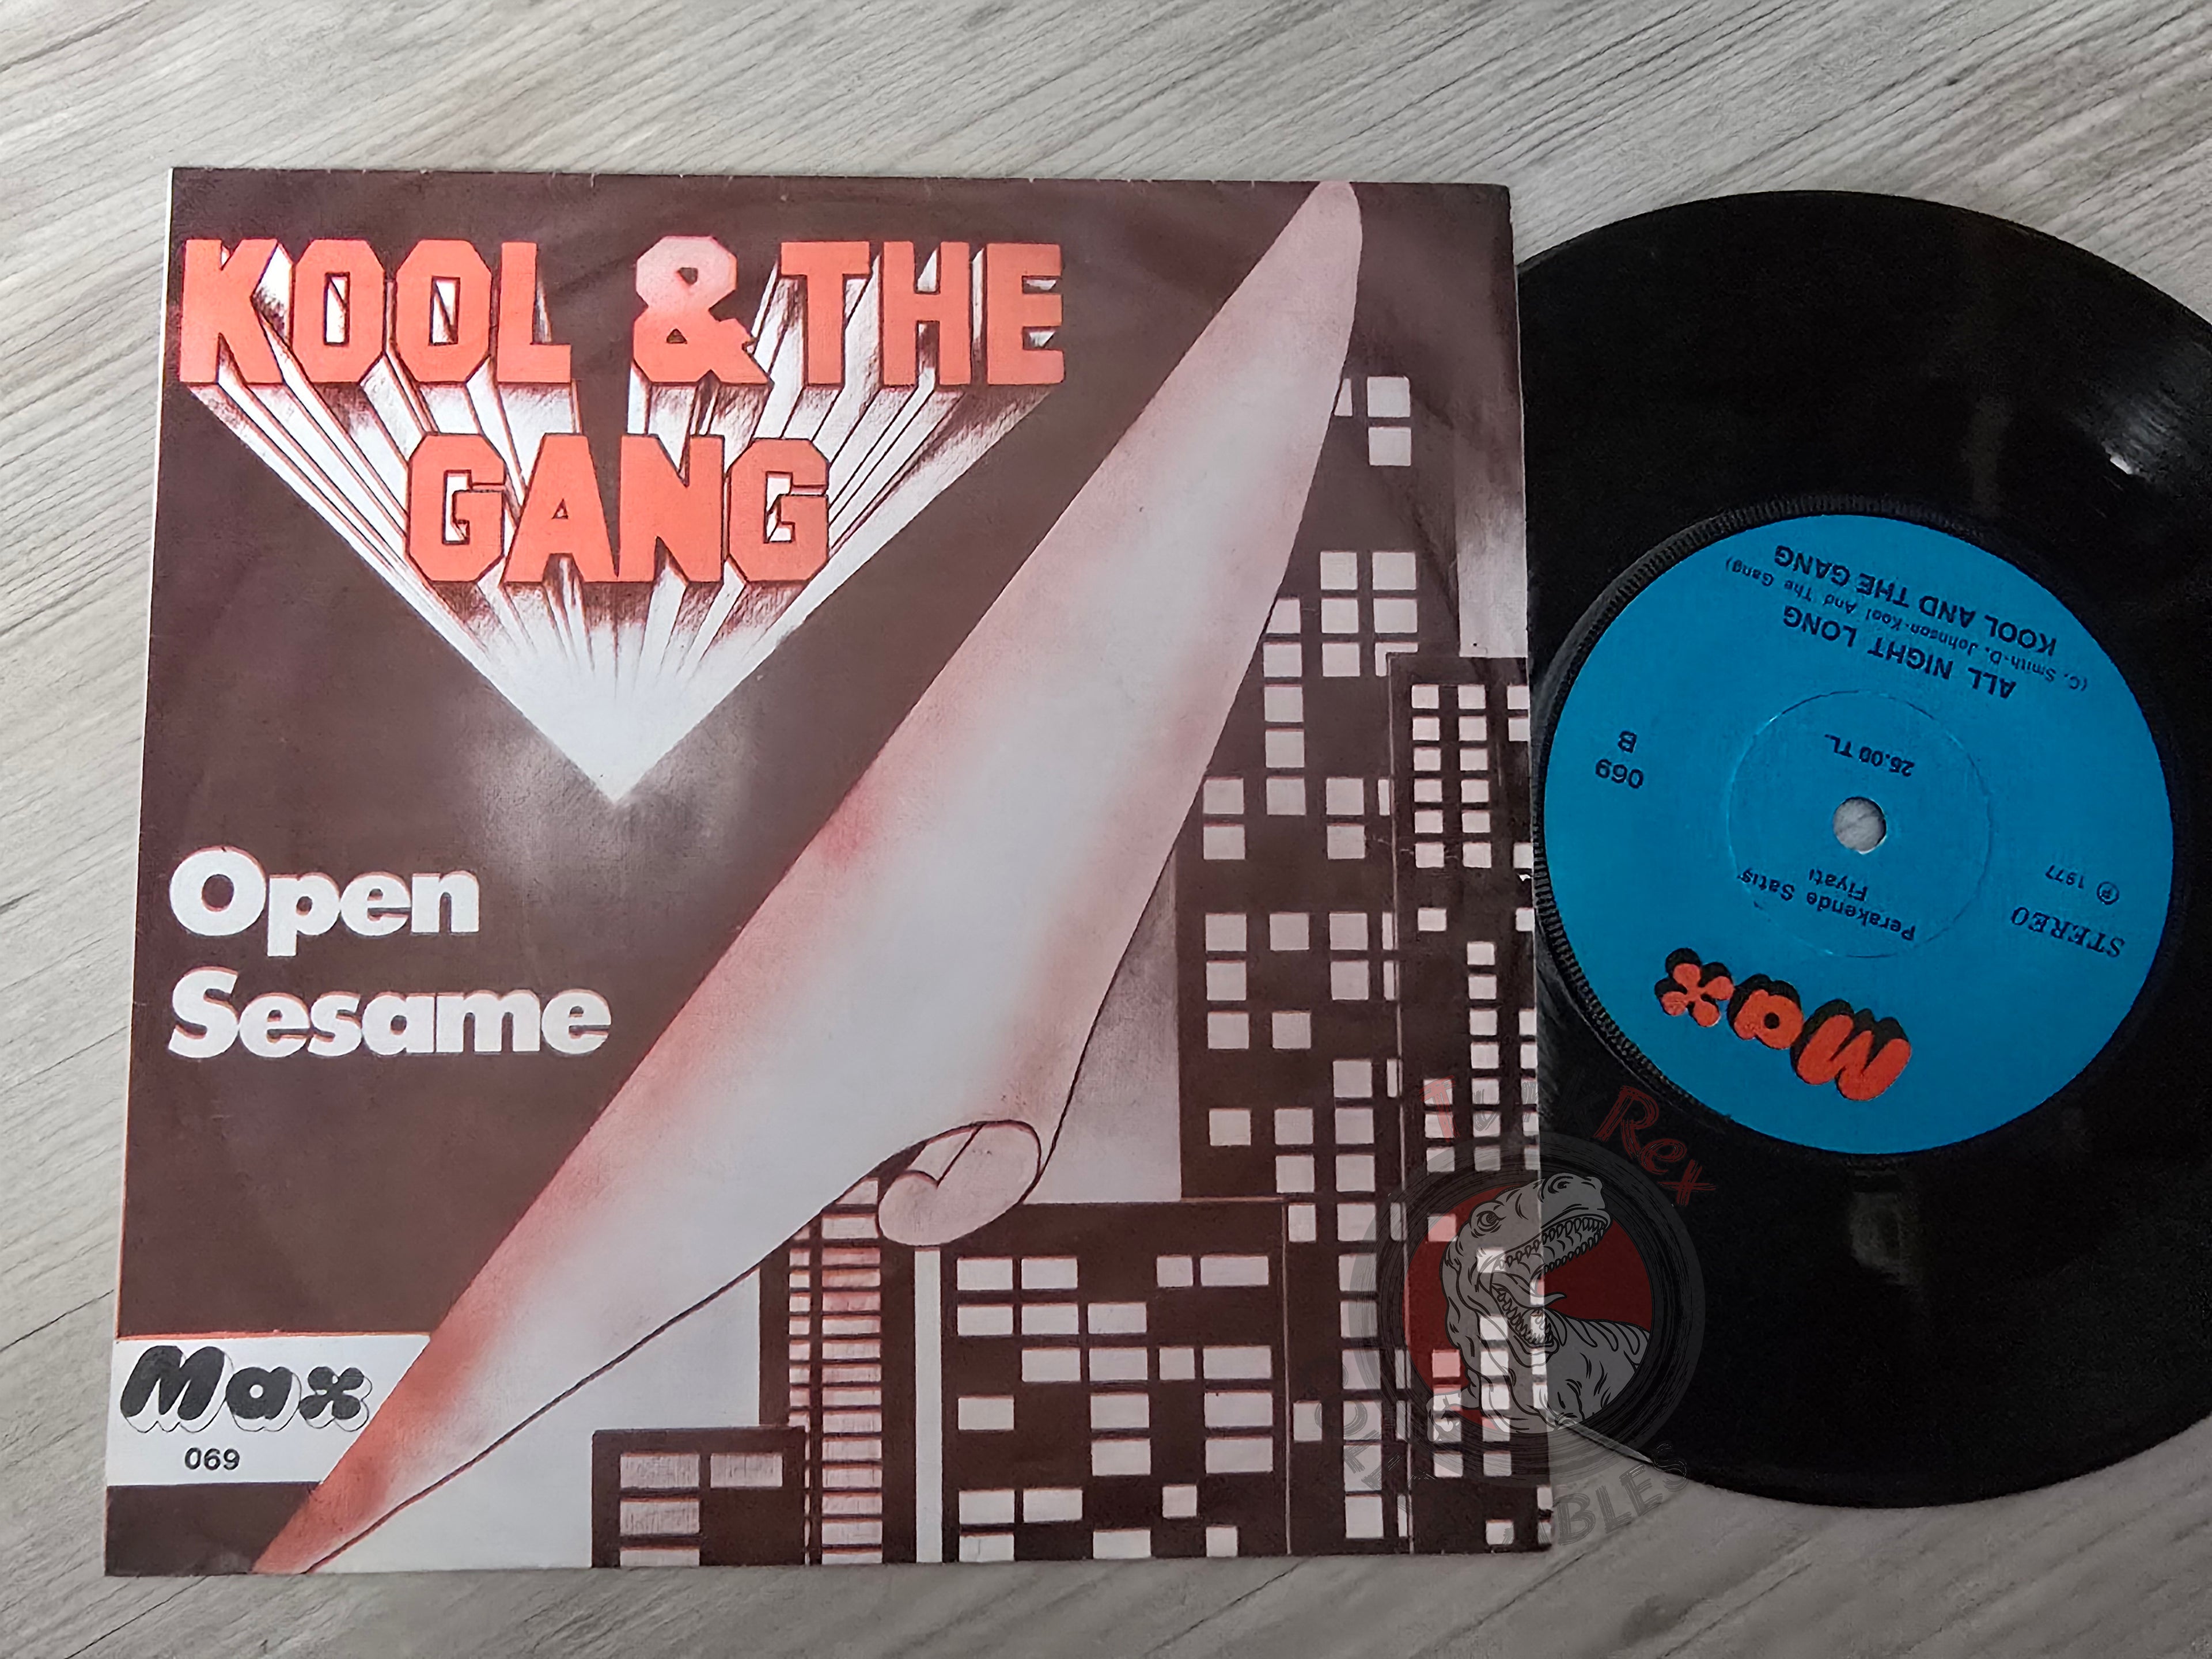 KOOL & THE
GANG
Open
Sesame
Max
069
Max
STEREO
℗ 1977
Perakende Satış
Fiyatı
25.00 TL.
069
B
ALL NIGHT LONG
(C. Smith-D. Johnson-Kool And The Gang)
KOOL AND THE GANG
Rex